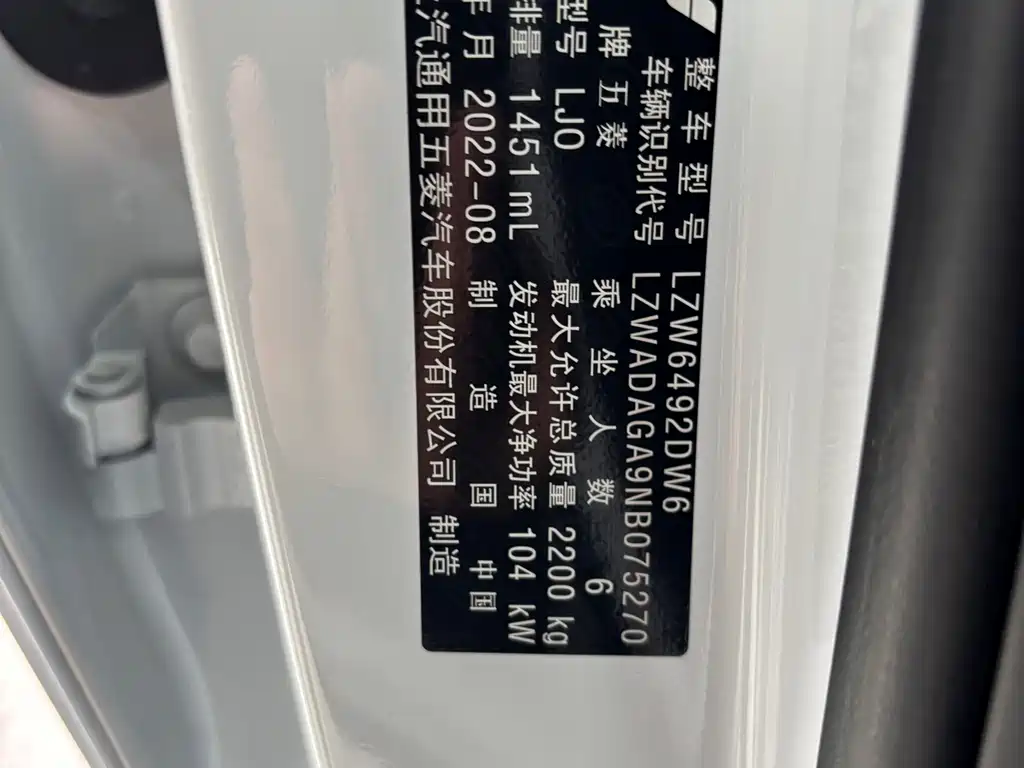 整车型号 LZW6492DW6
车辆识别代号 LZWADAGA9NB075270
牌 五菱 乘坐人数 6
型号 LJO 最大允许总质量 2200 kg
排量 1451 mL 发动机最大净功率 104 kW
年月 2022-08 制造国 中国
汽通用五菱汽车股份有限公司 制造